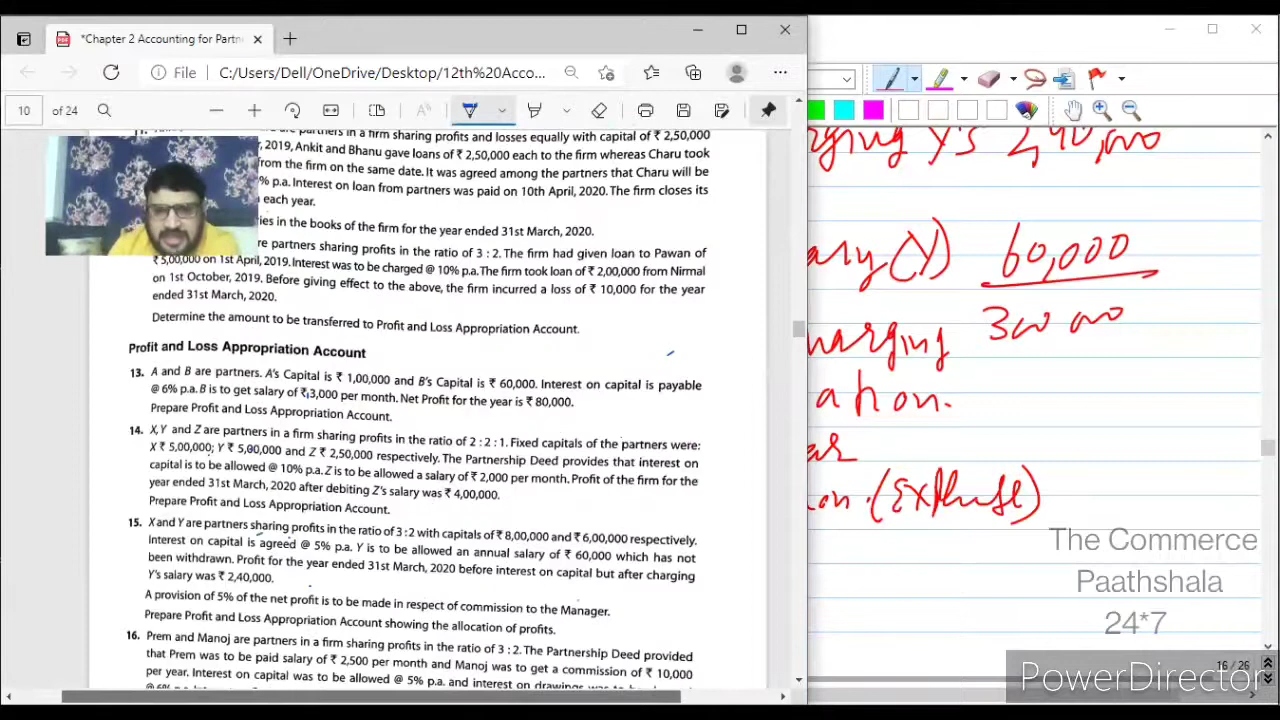 *Chapter 2 Accounting for Partn
File C:/Users/Dell/OneDrive/Desktop/12th%20Acco...
10 of 24
are partners in a firm sharing profits and losses equally with capital of ₹ 2,50,000
, 2019, Ankit and Bhanu gave loans of ₹ 2,50,000 each to the firm whereas Charu took
from the firm on the same date. It was agreed among the partners that Charu will be
% p.a. Interest on loan from partners was paid on 10th April, 2020. The firm closes its
each year.
ies in the books of the firm for the year ended 31st March, 2020.
re partners sharing profits in the ratio of 3 : 2. The firm had given loan to Pawan of
₹ 5,00,000 on 1st April, 2019. Interest was to be charged @ 10% p.a. The firm took loan of ₹ 2,00,000 from Nirmal
on 1st October, 2019. Before giving effect to the above, the firm incurred a loss of ₹ 10,000 for the year
ended 31st March, 2020.
Determine the amount to be transferred to Profit and Loss Appropriation Account.
Profit and Loss Appropriation Account
13. A and B are partners. A's Capital is ₹ 1,00,000 and B's Capital is ₹ 60,000. Interest on capital is payable
@ 6% p.a. B is to get salary of ₹ 3,000 per month. Net Profit for the year is ₹ 80,000.
Prepare Profit and Loss Appropriation Account.
14. X, Y and Z are partners in a firm sharing profits in the ratio of 2 : 2 : 1. Fixed capitals of the partners were:
X ₹ 5,00,000; Y ₹ 5,00,000 and Z ₹ 2,50,000 respectively. The Partnership Deed provides that interest on
capital is to be allowed @ 10% p.a. Z is to be allowed a salary of ₹ 2,000 per month. Profit of the firm for the
year ended 31st March, 2020 after debiting Z's salary was ₹ 4,00,000.
Prepare Profit and Loss Appropriation Account.
15. X and Y are partners sharing profits in the ratio of 3 : 2 with capitals of ₹ 8,00,000 and ₹ 6,00,000 respectively.
Interest on capital is agreed @ 5% p.a. Y is to be allowed an annual salary of ₹ 60,000 which has not
been withdrawn. Profit for the year ended 31st March, 2020 before interest on capital but after charging
Y's salary was ₹ 2,40,000.
A provision of 5% of the net profit is to be made in respect of commission to the Manager.
Prepare Profit and Loss Appropriation Account showing the allocation of profits.
16. Prem and Manoj are partners in a firm sharing profits in the ratio of 3 : 2. The Partnership Deed provided
that Prem was to be paid salary of ₹ 2,500 per month and Manoj was to get a commission of ₹ 10,000
per year. Interest on capital was to be allowed @ 5% p.a. and interest on drawings was to be
arging Y's 2,40,000
ary (Y) 60,000
300 000
harging
ation.
ar
ion. (Expense)
The Commerce
Paathshala
24*7
16 / 26
PowerDirector